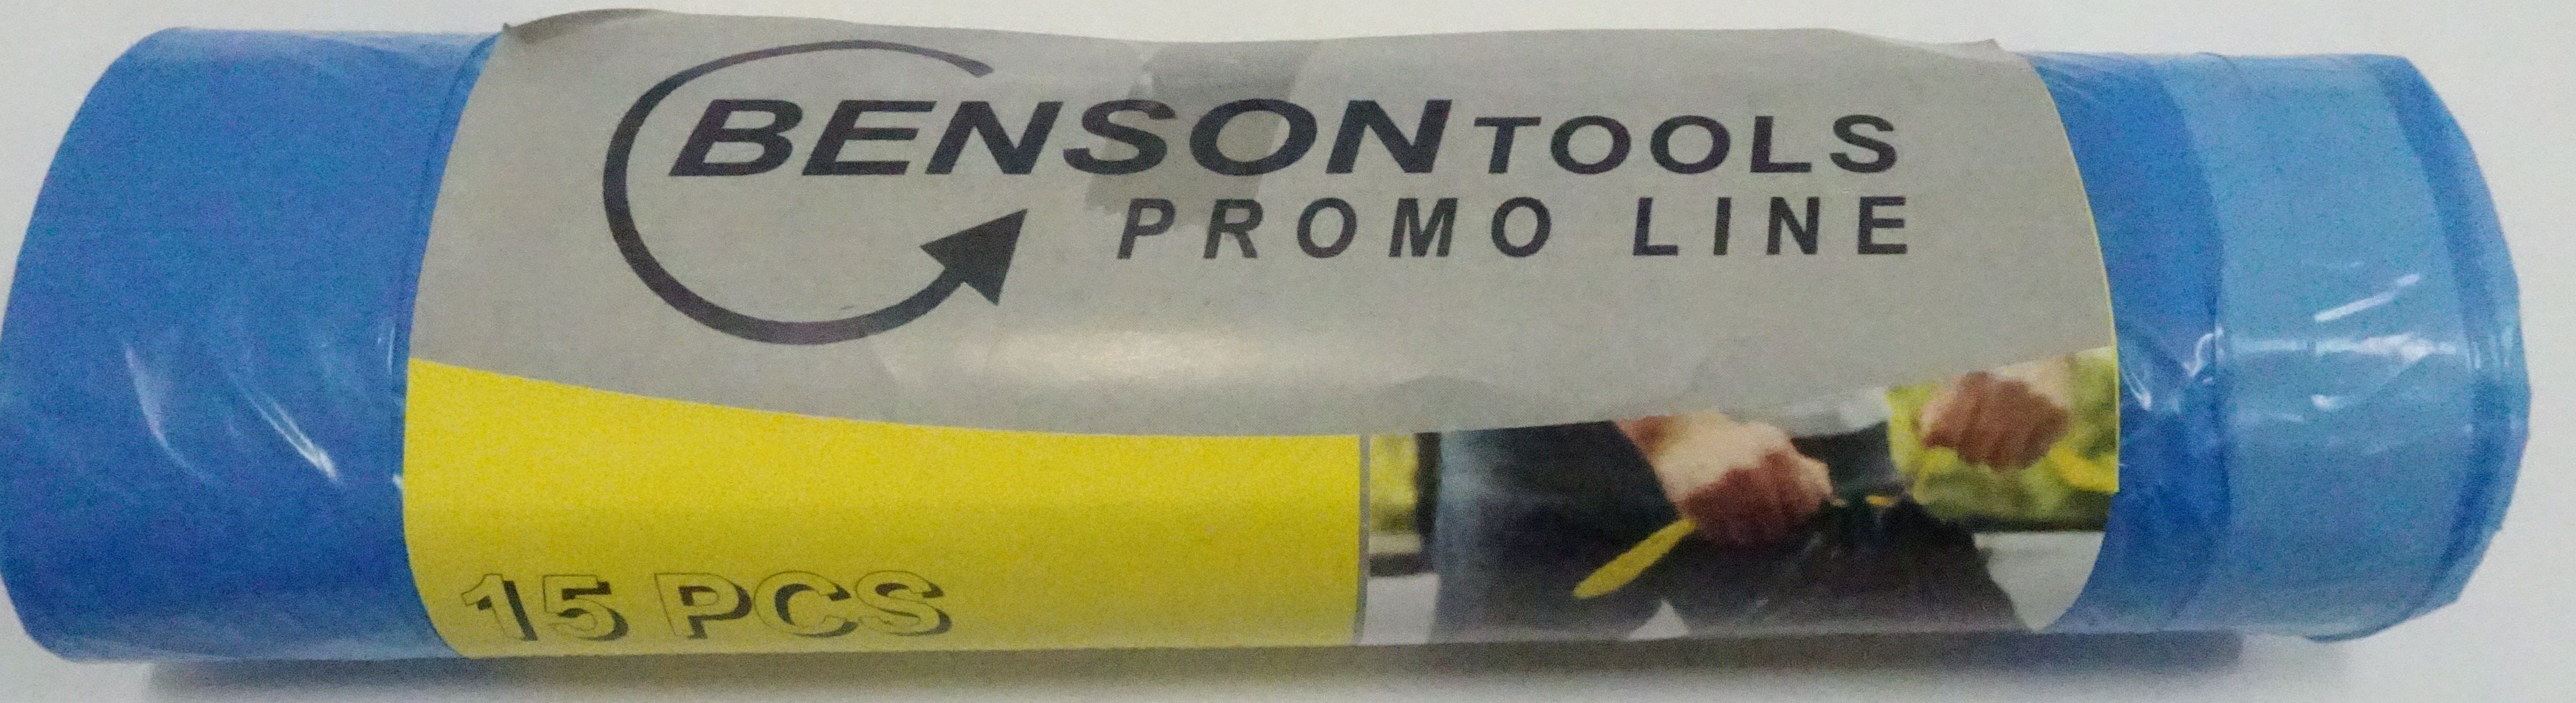 BENSON TOOLS
PROMO LINE
15 PCS